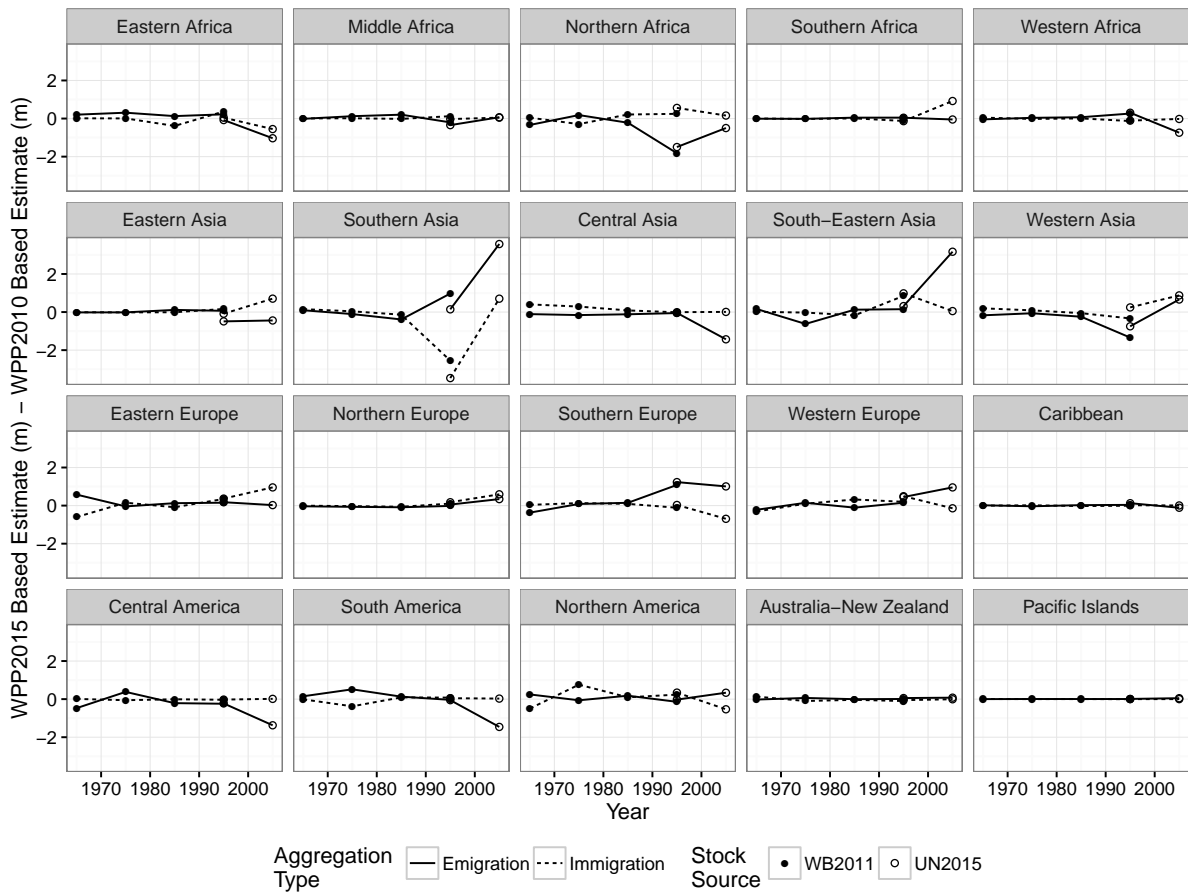 Eastern Africa Middle Africa Northern Africa Southern Africa Western Africa
2
0
−2
Eastern Asia Southern Asia Central Asia South−Eastern Asia Western Asia
2
0
−2
Eastern Europe Northern Europe Southern Europe Western Europe Caribbean
2
0
−2
Central America South America Northern America Australia−New Zealand Pacific Islands
2
0
−2
WPP2015 Based Estimate (m) − WPP2010 Based Estimate (m)
1970 1980 1990 2000 1970 1980 1990 2000 1970 1980 1990 2000 1970 1980 1990 2000 1970 1980 1990 2000
Year
Aggregation Type Emigration Immigration Stock Source WB2011 UN2015